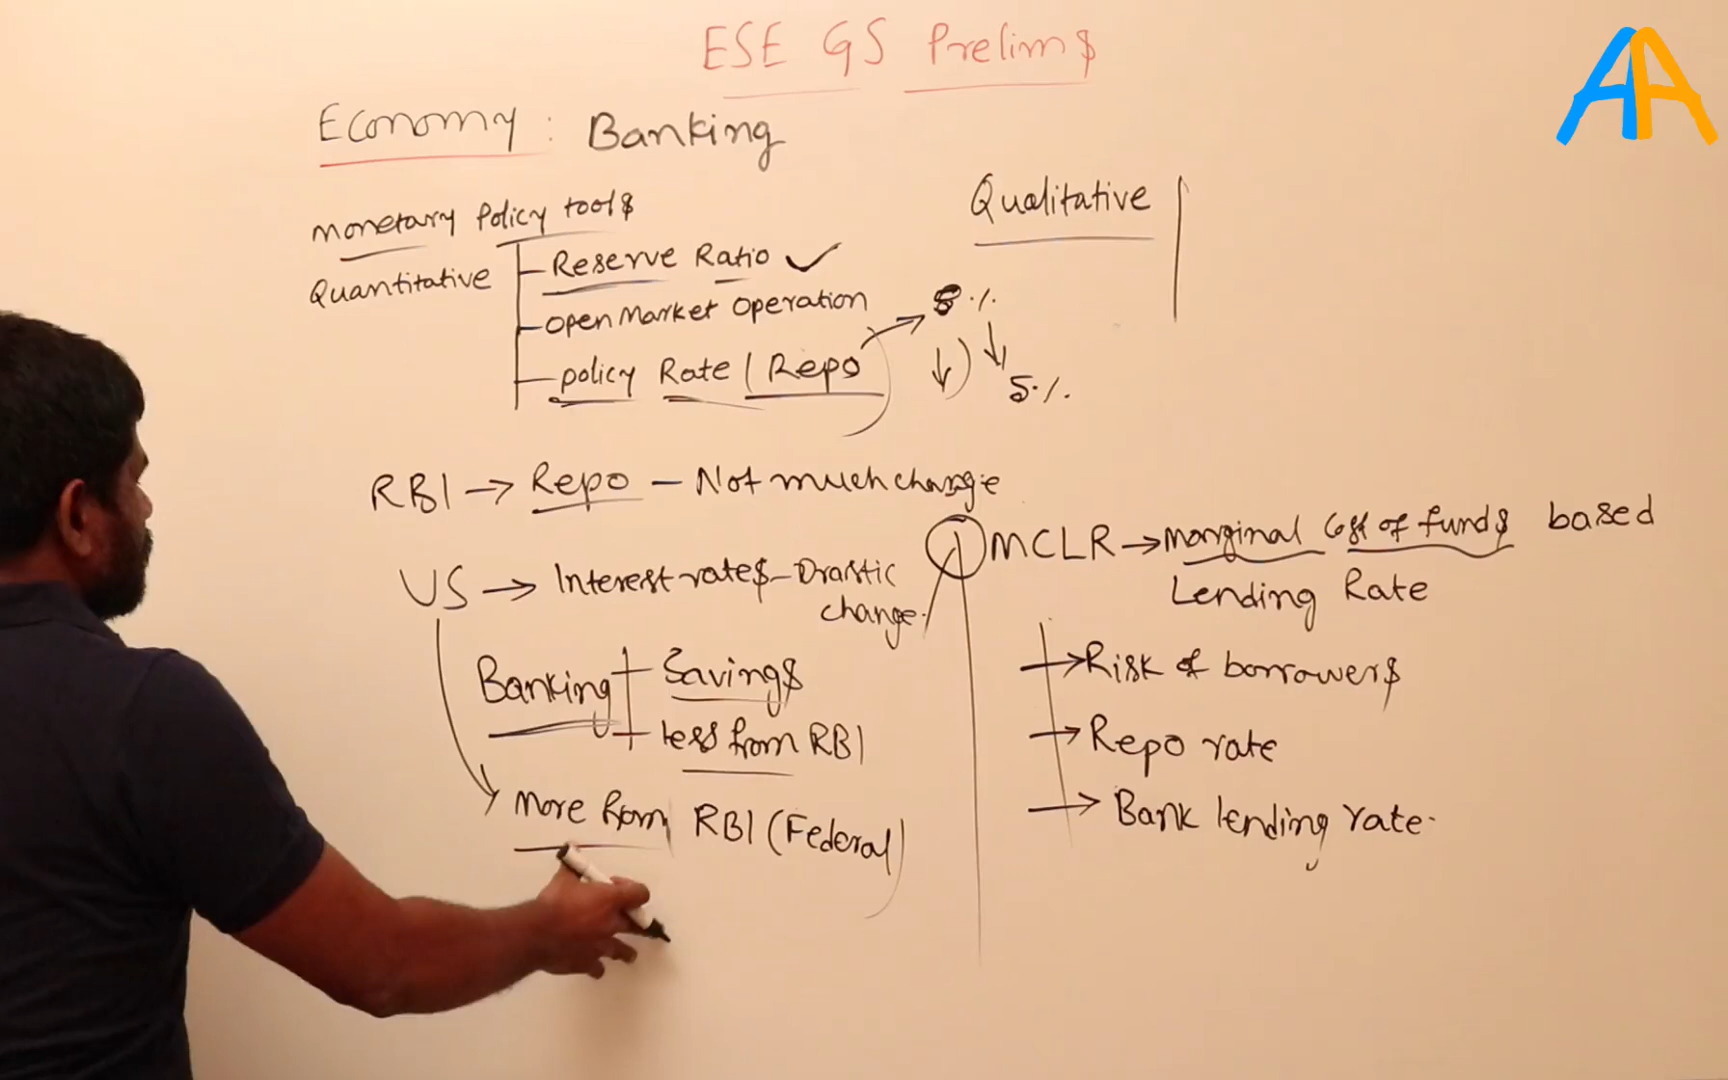 ESE GS Prelims
AA
Economy : Banking
Monetary Policy tools
Quantitative
Reserve Ratio ✓
Open Market Operation
policy Rate | Repo
Qualitative
8 %
↓) ↓
5 %.
RBI → Repo - Not much change
US → Interest rates - Drastic
change.
Banking
Savings
less from RBI
More from RBI (Federal)
MCLR → Marginal Cost of funds based
Lending Rate
→ Risk of borrowers
→ Repo rate
→ Bank lending rate.